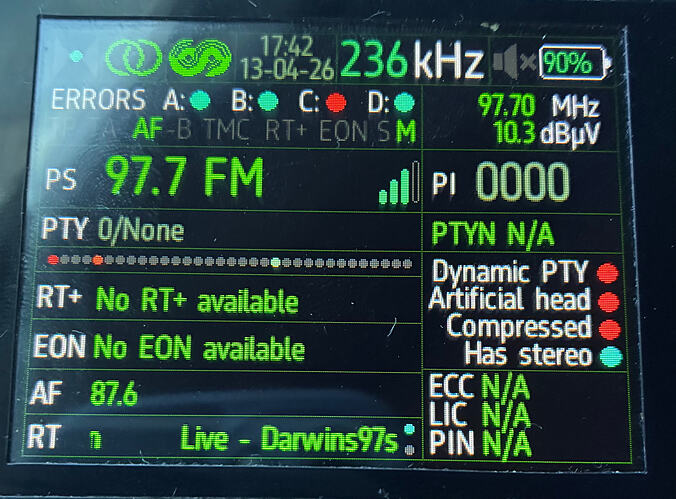 17:42
13-04-26
236 kHz
90%
ERRORS A: B: C: D:
97.70 MHz
AF -B TMC RT+ EON S M
10.3 dBµV
PS 97.7 FM
PI 0000
PTY 0/None
PTYN N/A
Dynamic PTY
RT+ No RT+ available
Artificial head
Compressed
EON No EON available
Has stereo
AF 87.6
ECC N/A
LIC N/A
RT Live - Darwins97s
PIN N/A